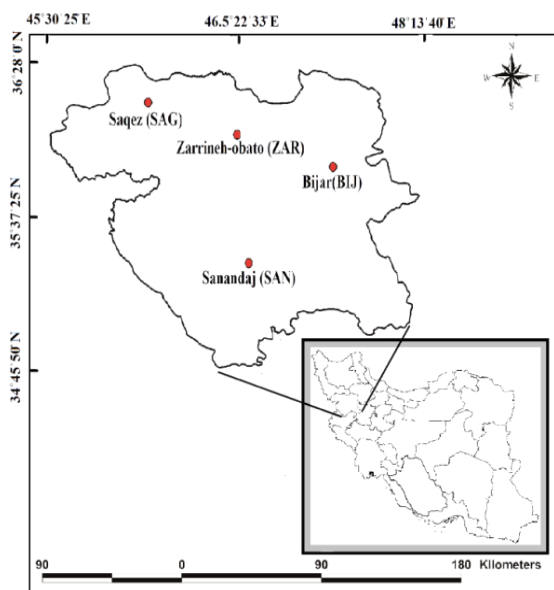 45 30 25 E
46.5 22 33 E
48 13 40 E
36°28 0 N
35°37 25 N
34°45 50 N
N
W E
S
Saqez (SAG)
Zarrineh-obato (ZAR)
Bijar(BIJ)
Sanandaj (SAN)
90 0 90 180 Kilometers